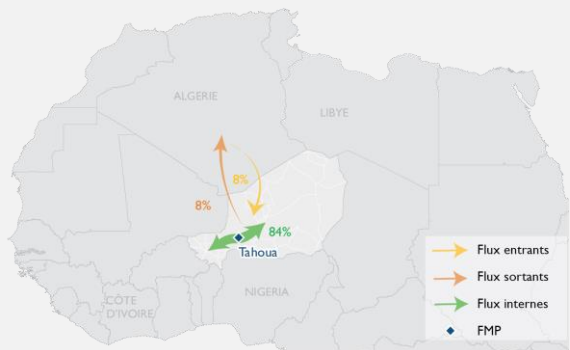 ALGERIE
LIBYE
8%
8%
84%
Tahoua
NIGERIA
CÔTE
D'IVOIRE
Flux entrants
Flux sortants
Flux internes
FMP